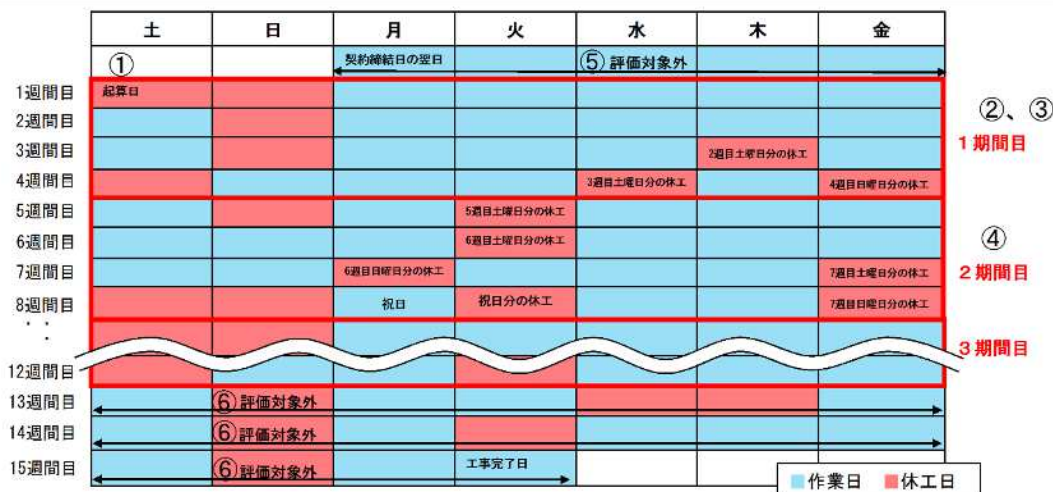 土 日 月 火 水 木 金
① 契約締結日の翌日 ⑤評価対象外
1週間目 起算日
2週間目
②、③
3週間目 2週目土曜日分の休工
1期間目
4週間目 3週目土曜日分の休工 4週目日曜日分の休工
5週間目 5週目土曜日分の休工
6週間目 6週目土曜日分の休工
④
7週間目 6週目日曜日分の休工 7週目土曜日分の休工
2期間目
8週間目 祝日 祝日分の休工 7週目日曜日分の休工
・
・
3期間目
12週間目
13週間目 ⑥評価対象外
14週間目 ⑥評価対象外
15週間目 ⑥評価対象外 工事完了日
作業日 休工日